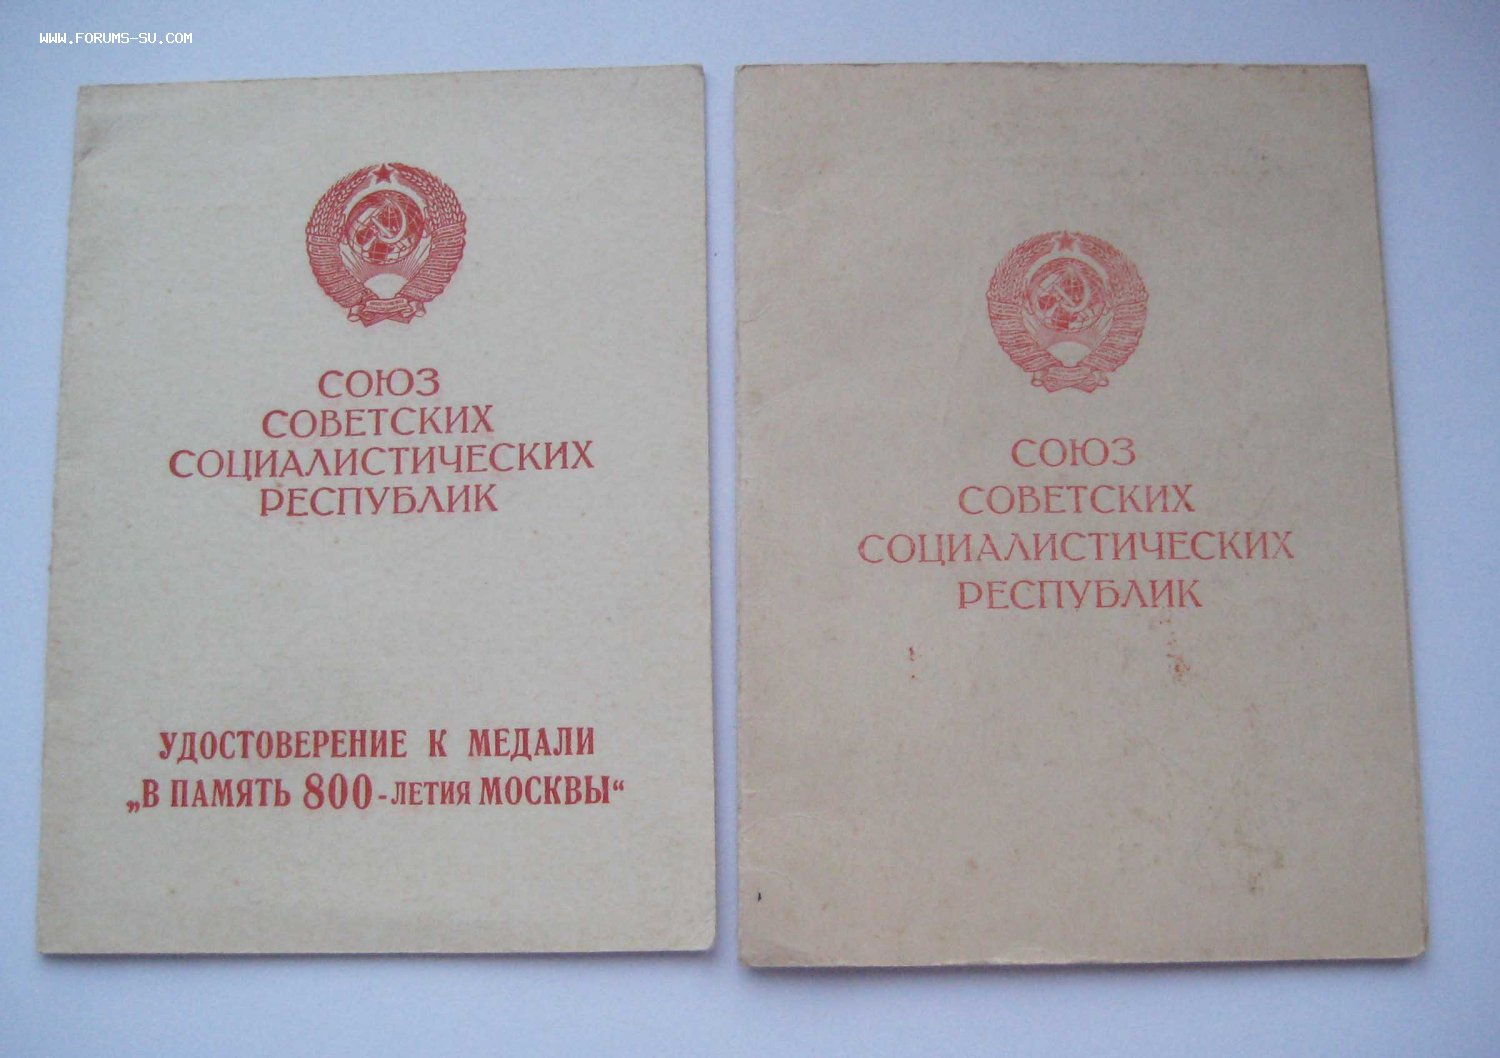 WWW.FORUMS-SU.COM
СОЮЗ
СОВЕТСКИХ
СОЦИАЛИСТИЧЕСКИХ
РЕСПУБЛИК
УДОСТОВЕРЕНИЕ К МЕДАЛИ
„В ПАМЯТЬ 800-ЛЕТИЯ МОСКВЫ“
СОЮЗ
СОВЕТСКИХ
СОЦИАЛИСТИЧЕСКИХ
РЕСПУБЛИК